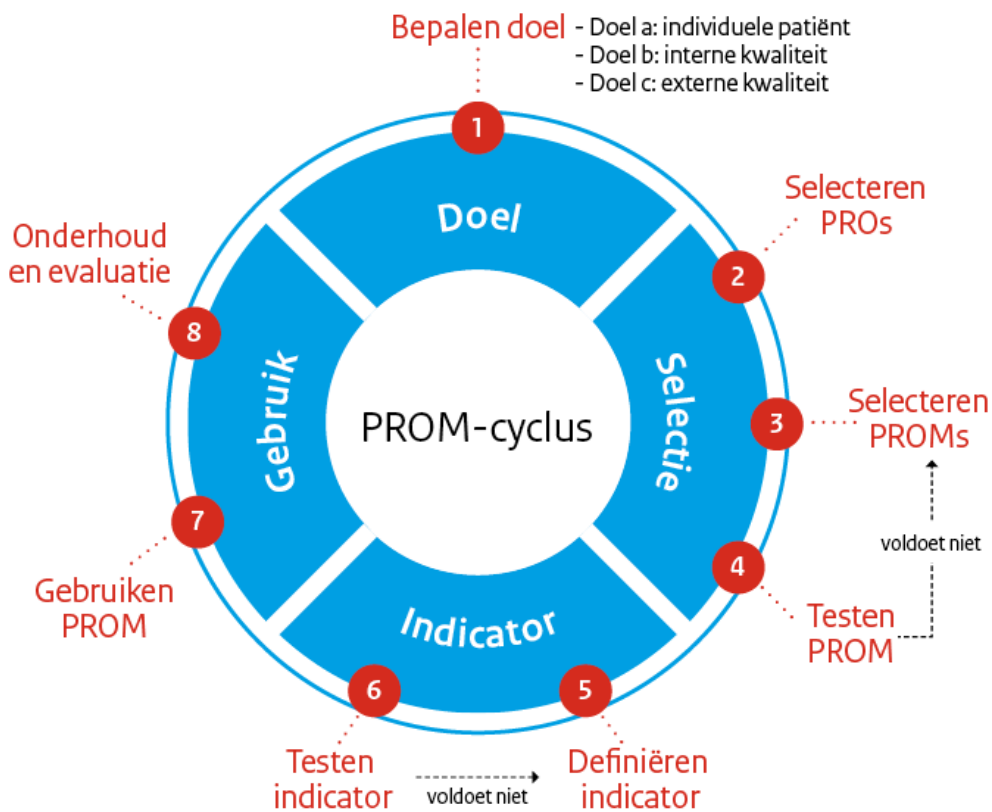 Bepalen doel
- Doel a: individuele patiënt
- Doel b: interne kwaliteit
- Doel c: externe kwaliteit
1
Doel
Selecteren
PROs
2
Selectie
Selecteren
PROMs
3
voldoet niet
4
Testen
PROM
Indicator
5
Definiëren
indicator
voldoet niet
6
Testen
indicator
7
Gebruiken
PROM
Gebruik
8
Onderhoud
en evaluatie
PROM-cyclus